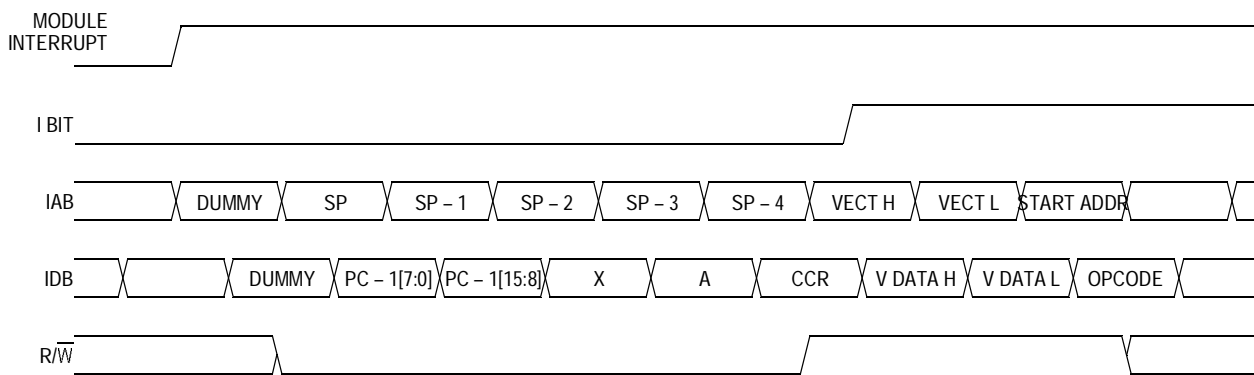 MODULE
INTERRUPT
I BIT
IAB DUMMY SP SP – 1 SP – 2 SP – 3 SP – 4 VECT H VECT L START ADDR
IDB DUMMY PC – 1[7:0] PC – 1[15:8] X A CCR V DATA H V DATA L OPCODE
R/W̅